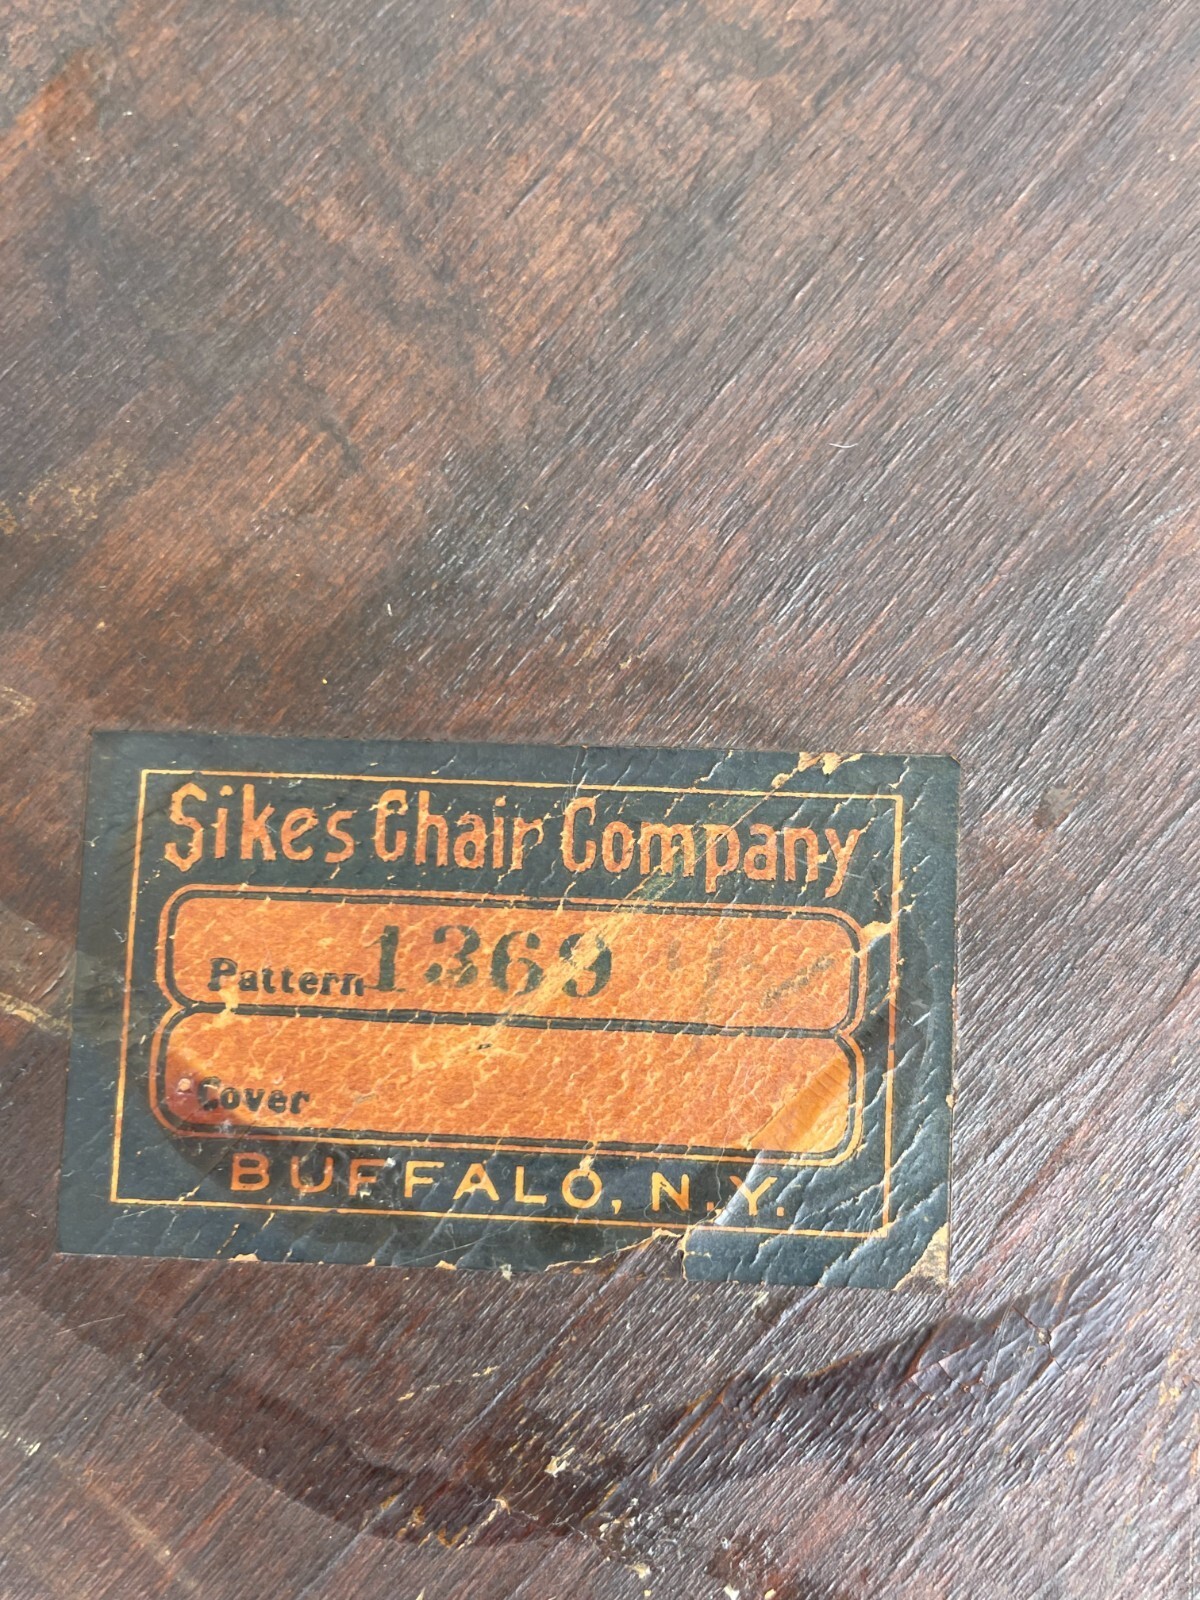 Sikes Chair Company
Pattern 1369
Cover
BUFFALO, N.Y.